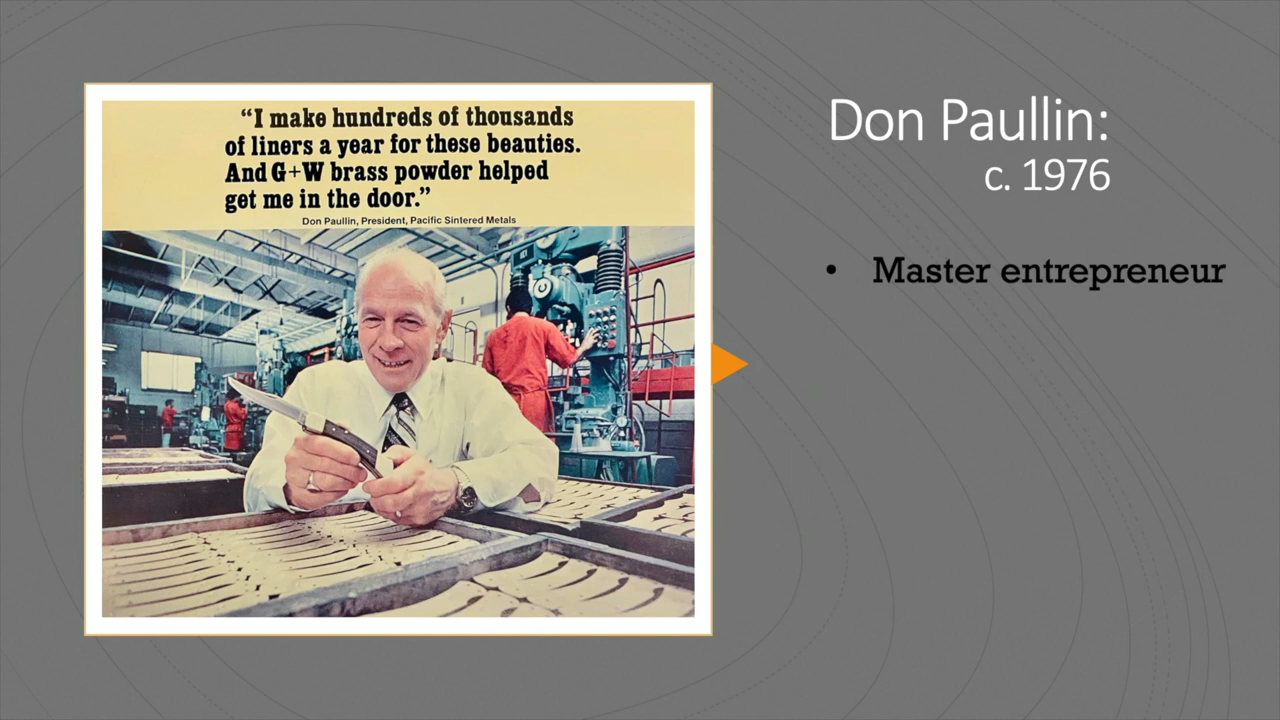 “I make hundreds of thousands
of liners a year for these beauties.
And G+W brass powder helped
get me in the door.”
Don Paullin, President, Pacific Sintered Metals
Don Paullin:
c. 1976
• Master entrepreneur